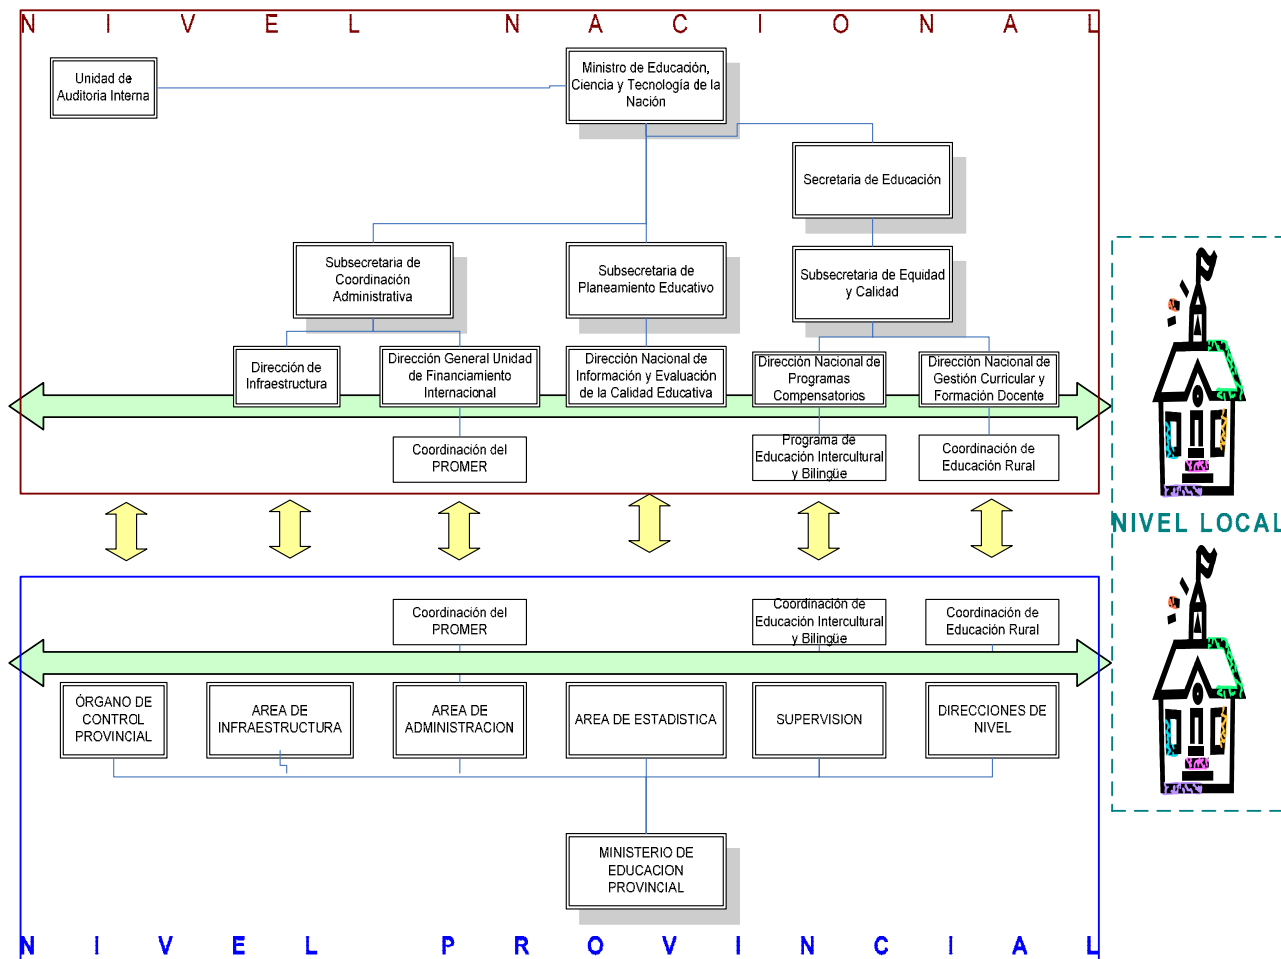 N I V E L N A C I O N A L
Unidad de
Auditoria Interna
Ministro de Educación,
Ciencia y Tecnología de la
Nación
Secretaria de Educación
Subsecretaria de
Coordinación
Administrativa
Subsecretaria de
Planeamiento Educativo
Subsecretaria de Equidad
y Calidad
Dirección de
Infraestructura
Dirección General Unidad
de Financiamiento
Internacional
Dirección Nacional de
Información y Evaluación
de la Calidad Educativa
Dirección Nacional de
Programas
Compensatorios
Dirección Nacional de
Gestión Curricular y
Formación Docente
Coordinación del
PROMER
Programa de
Educación Intercultural
y Bilingüe
Coordinación de
Educación Rural
NIVEL LOCAL
Coordinación del
PROMER
Coordinación de
Educación Intercultural
y Bilingüe
Coordinación de
Educación Rural
ÓRGANO DE
CONTROL
PROVINCIAL
AREA DE
INFRAESTRUCTURA
AREA DE
ADMINISTRACION
AREA DE ESTADISTICA
SUPERVISION
DIRECCIONES DE
NIVEL
MINISTERIO DE
EDUCACION
PROVINCIAL
N I V E L P R O V I N C I A L